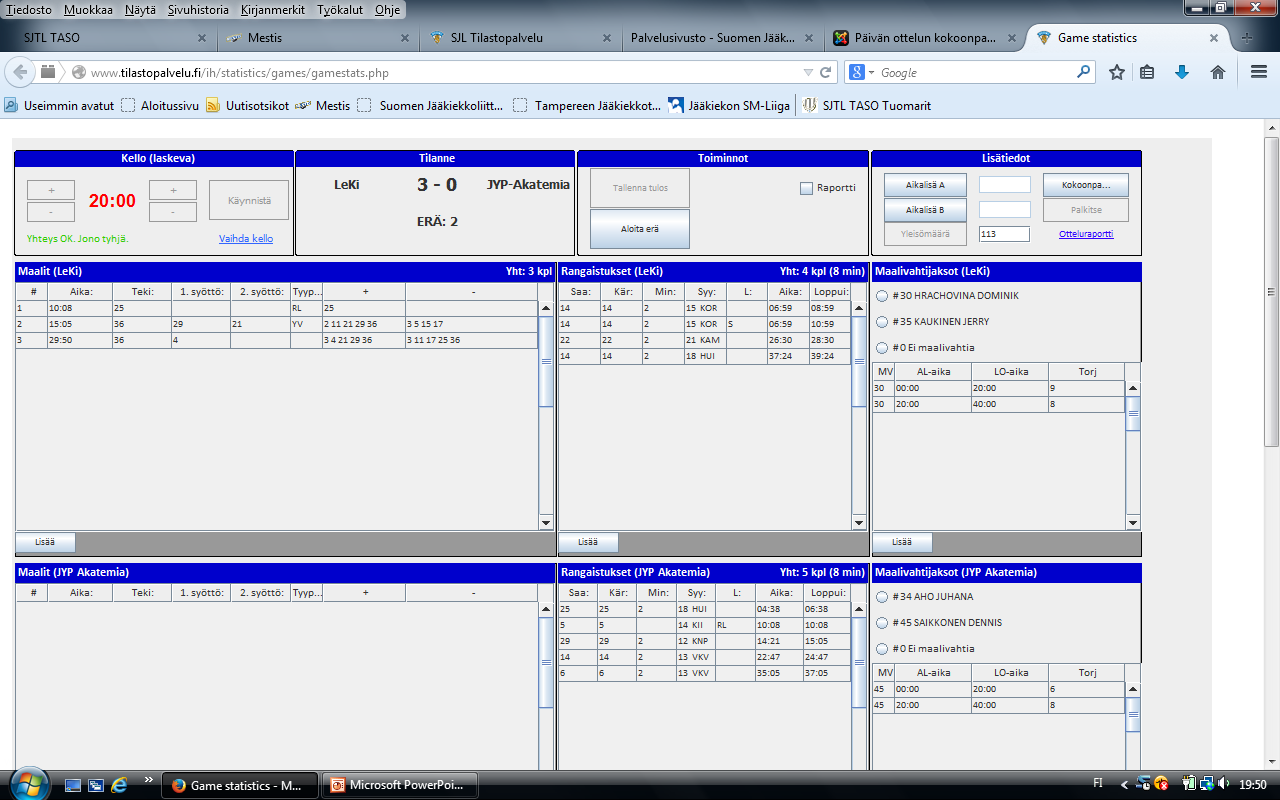 Tiedosto Muokkaa Näytä Sivuhistoria Kirjanmerkit Työkalut Ohje
SJTL TASO Mestis SJL Tilastopalvelu Palvelusivusto - Suomen Jääk... Päivän ottelun kokoonpa... Game statistics
www.tilastopalvelu.fi/ih/statistics/games/gamestats.php Google
Useimmin avatut Aloitussivu Uutisotsikot Mestis Suomen Jääkiekkoliitt... Tampereen Jääkiekkot... Jääkiekon SM-Liiga SJTL TASO Tuomarit
Kello (laskeva) Tilanne Toiminnot Lisätiedot
+ 20:00 + Käynnistä
- -
Yhteys OK. Jono tyhjä. Vaihda kello
LeKi 3 - 0 JYP-Akatemia
ERÄ: 2
Tallenna tulos Raportti
Aloita erä
Aikalisä A Kokoonpa...
Aikalisä B Palkitse
Yleisömäärä 113 Otteluraportti
Maalit (LeKi) Yht: 3 kpl
# Aika: Teki: 1. syöttö: 2. syöttö: Tyyp... + -
1 10:08 25 RL 25
2 15:05 36 29 21 YV 2 11 21 29 36 3 5 15 17
3 29:50 36 4 3 4 21 29 36 3 11 17 25 36
Lisää
Rangaistukset (LeKi) Yht: 4 kpl (8 min)
Saa: Kär: Min: Syy: L: Aika: Loppui:
14 14 2 15 KOR 06:59 08:59
14 14 2 15 KOR S 06:59 10:59
22 22 2 21 KAM 26:30 28:30
14 14 2 18 HUI 37:24 39:24
Lisää
Maalivahtijaksot (LeKi)
#30 HRACHOVINA DOMINIK
#35 KAUKINEN JERRY
#0 Ei maalivahtia
MV AL-aika LO-aika Torj
30 00:00 20:00 9
30 20:00 40:00 8
Lisää
Maalit (JYP Akatemia)
# Aika: Teki: 1. syöttö: 2. syöttö: Tyyp... + -
Rangaistukset (JYP Akatemia) Yht: 5 kpl (8 min)
Saa: Kär: Min: Syy: L: Aika: Loppui:
25 25 2 18 HUI 04:38 06:38
5 5 14 KII RL 10:08 10:08
29 29 2 12 KNP 14:21 15:05
14 14 2 13 VKV 22:47 24:47
6 6 2 13 VKV 35:05 37:05
Maalivahtijaksot (JYP Akatemia)
#34 AHO JUHANA
#45 SAIKKONEN DENNIS
#0 Ei maalivahtia
MV AL-aika LO-aika Torj
45 00:00 20:00 6
45 20:00 40:00 8
» Game statistics - M... Microsoft PowerPoi... FI 19:50